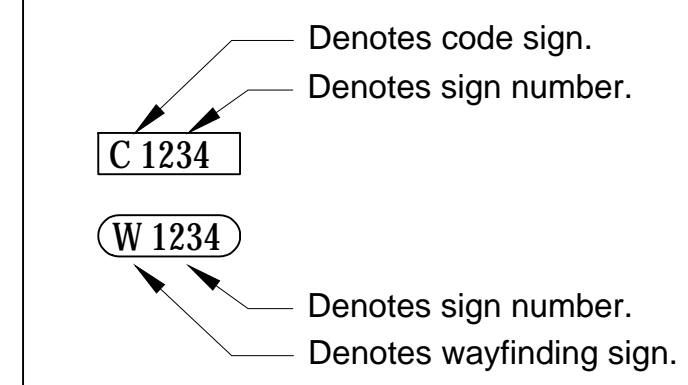 Denotes code sign.
Denotes sign number.
C 1234
W 1234
Denotes sign number.
Denotes wayfinding sign.